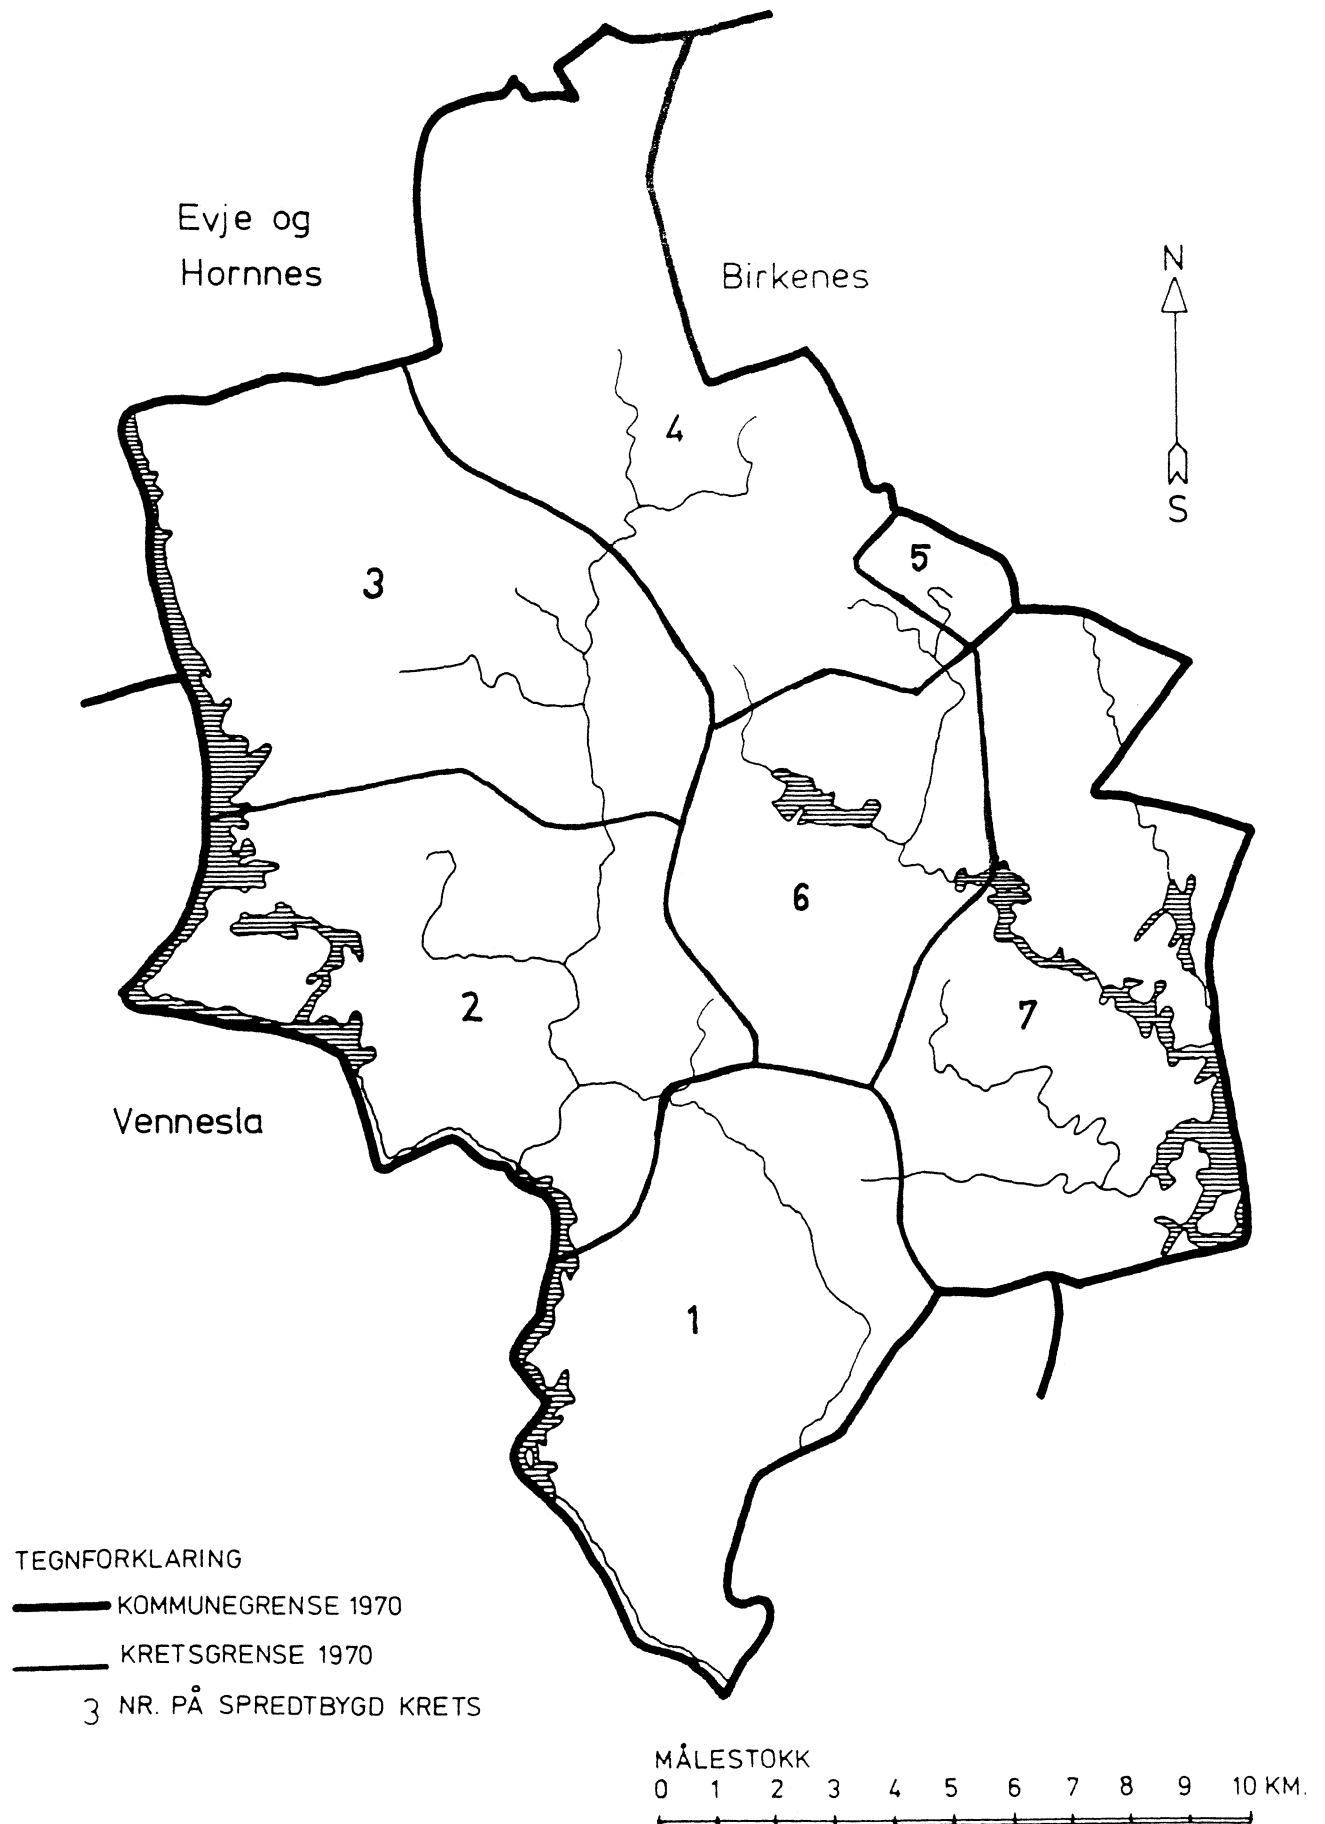 Evje og
Hornnes
Birkenes
N
S
4
5
3
6
2
7
Vennesla
1
TEGNFORKLARING
KOMMUNEGRENSE 1970
KRETSGRENSE 1970
3 NR. PÅ SPREDTBYGD KRETS
MÅLESTOKK
0 1 2 3 4 5 6 7 8 9 10 KM.